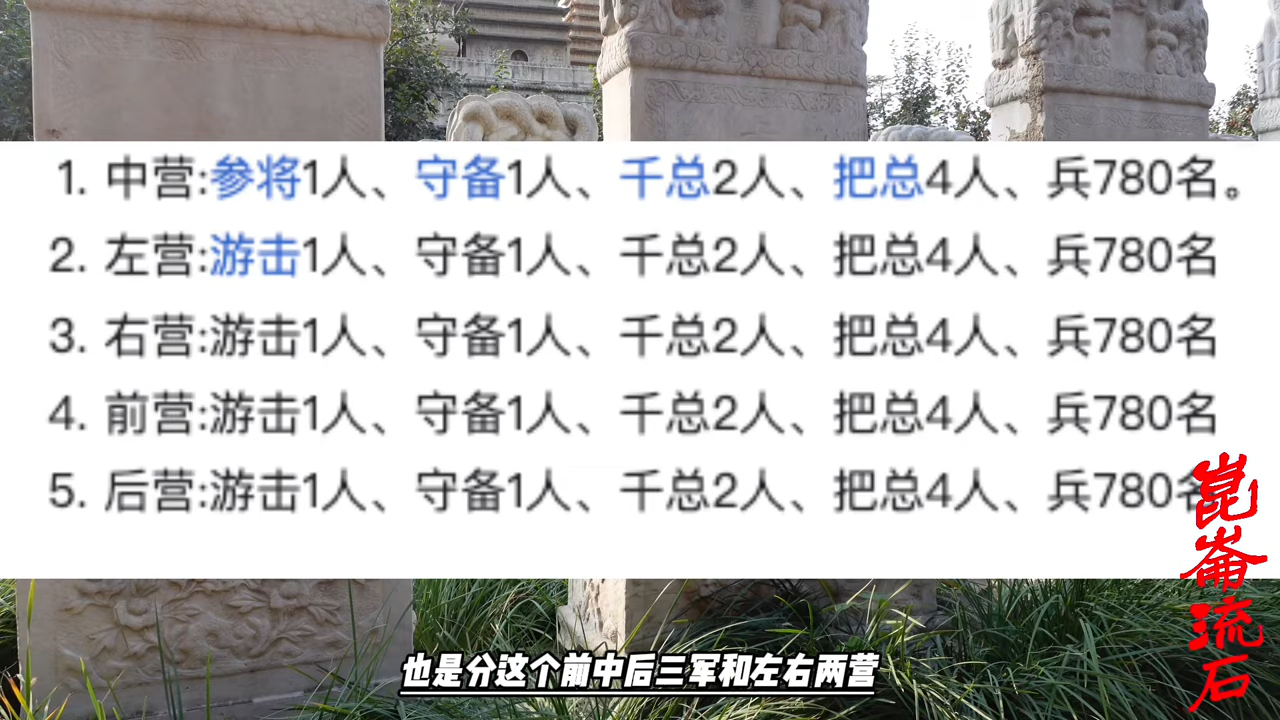 1. 中营:参将1人、守备1人、千总2人、把总4人、兵780名。
2. 左营:游击1人、守备1人、千总2人、把总4人、兵780名
3. 右营:游击1人、守备1人、千总2人、把总4人、兵780名
4. 前营:游击1人、守备1人、千总2人、把总4人、兵780名
5. 后营:游击1人、守备1人、千总2人、把总4人、兵780名
崑崙流石
也是分这个前中后三军和左右两营